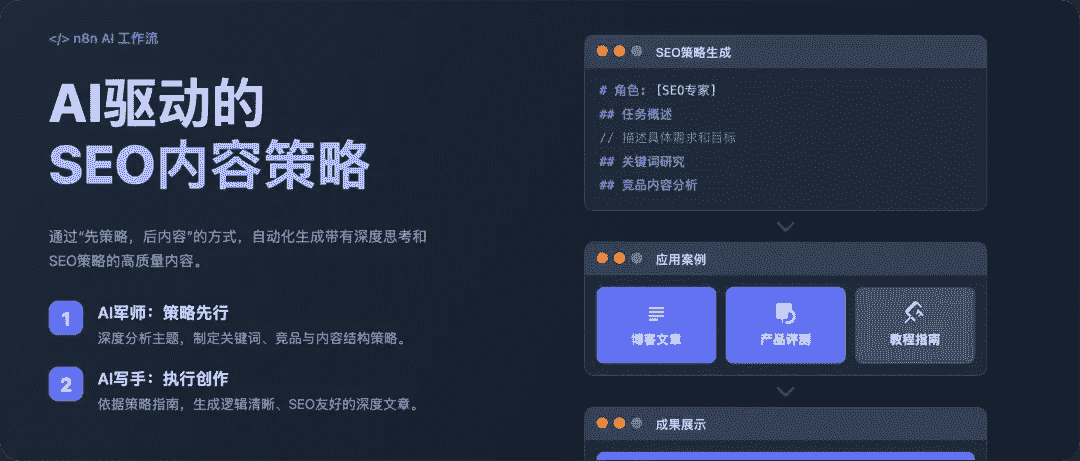 </> n8n AI 工作流
AI驱动的
SEO内容策略
通过“先策略，后内容”的方式，自动化生成带有深度思考和
SEO策略的高质量内容。
1
AI军师：策略先行
深度分析主题，制定关键词、竞品与内容结构策略。
2
AI写手：执行创作
依据策略指南，生成逻辑清晰、SEO友好的深度文章。
SEO策略生成
# 角色: [SEO专家]
## 任务概述
// 描述具体需求和目标
## 关键词研究
## 竞品内容分析
应用案例
博客文章
产品评测
教程指南
成果展示